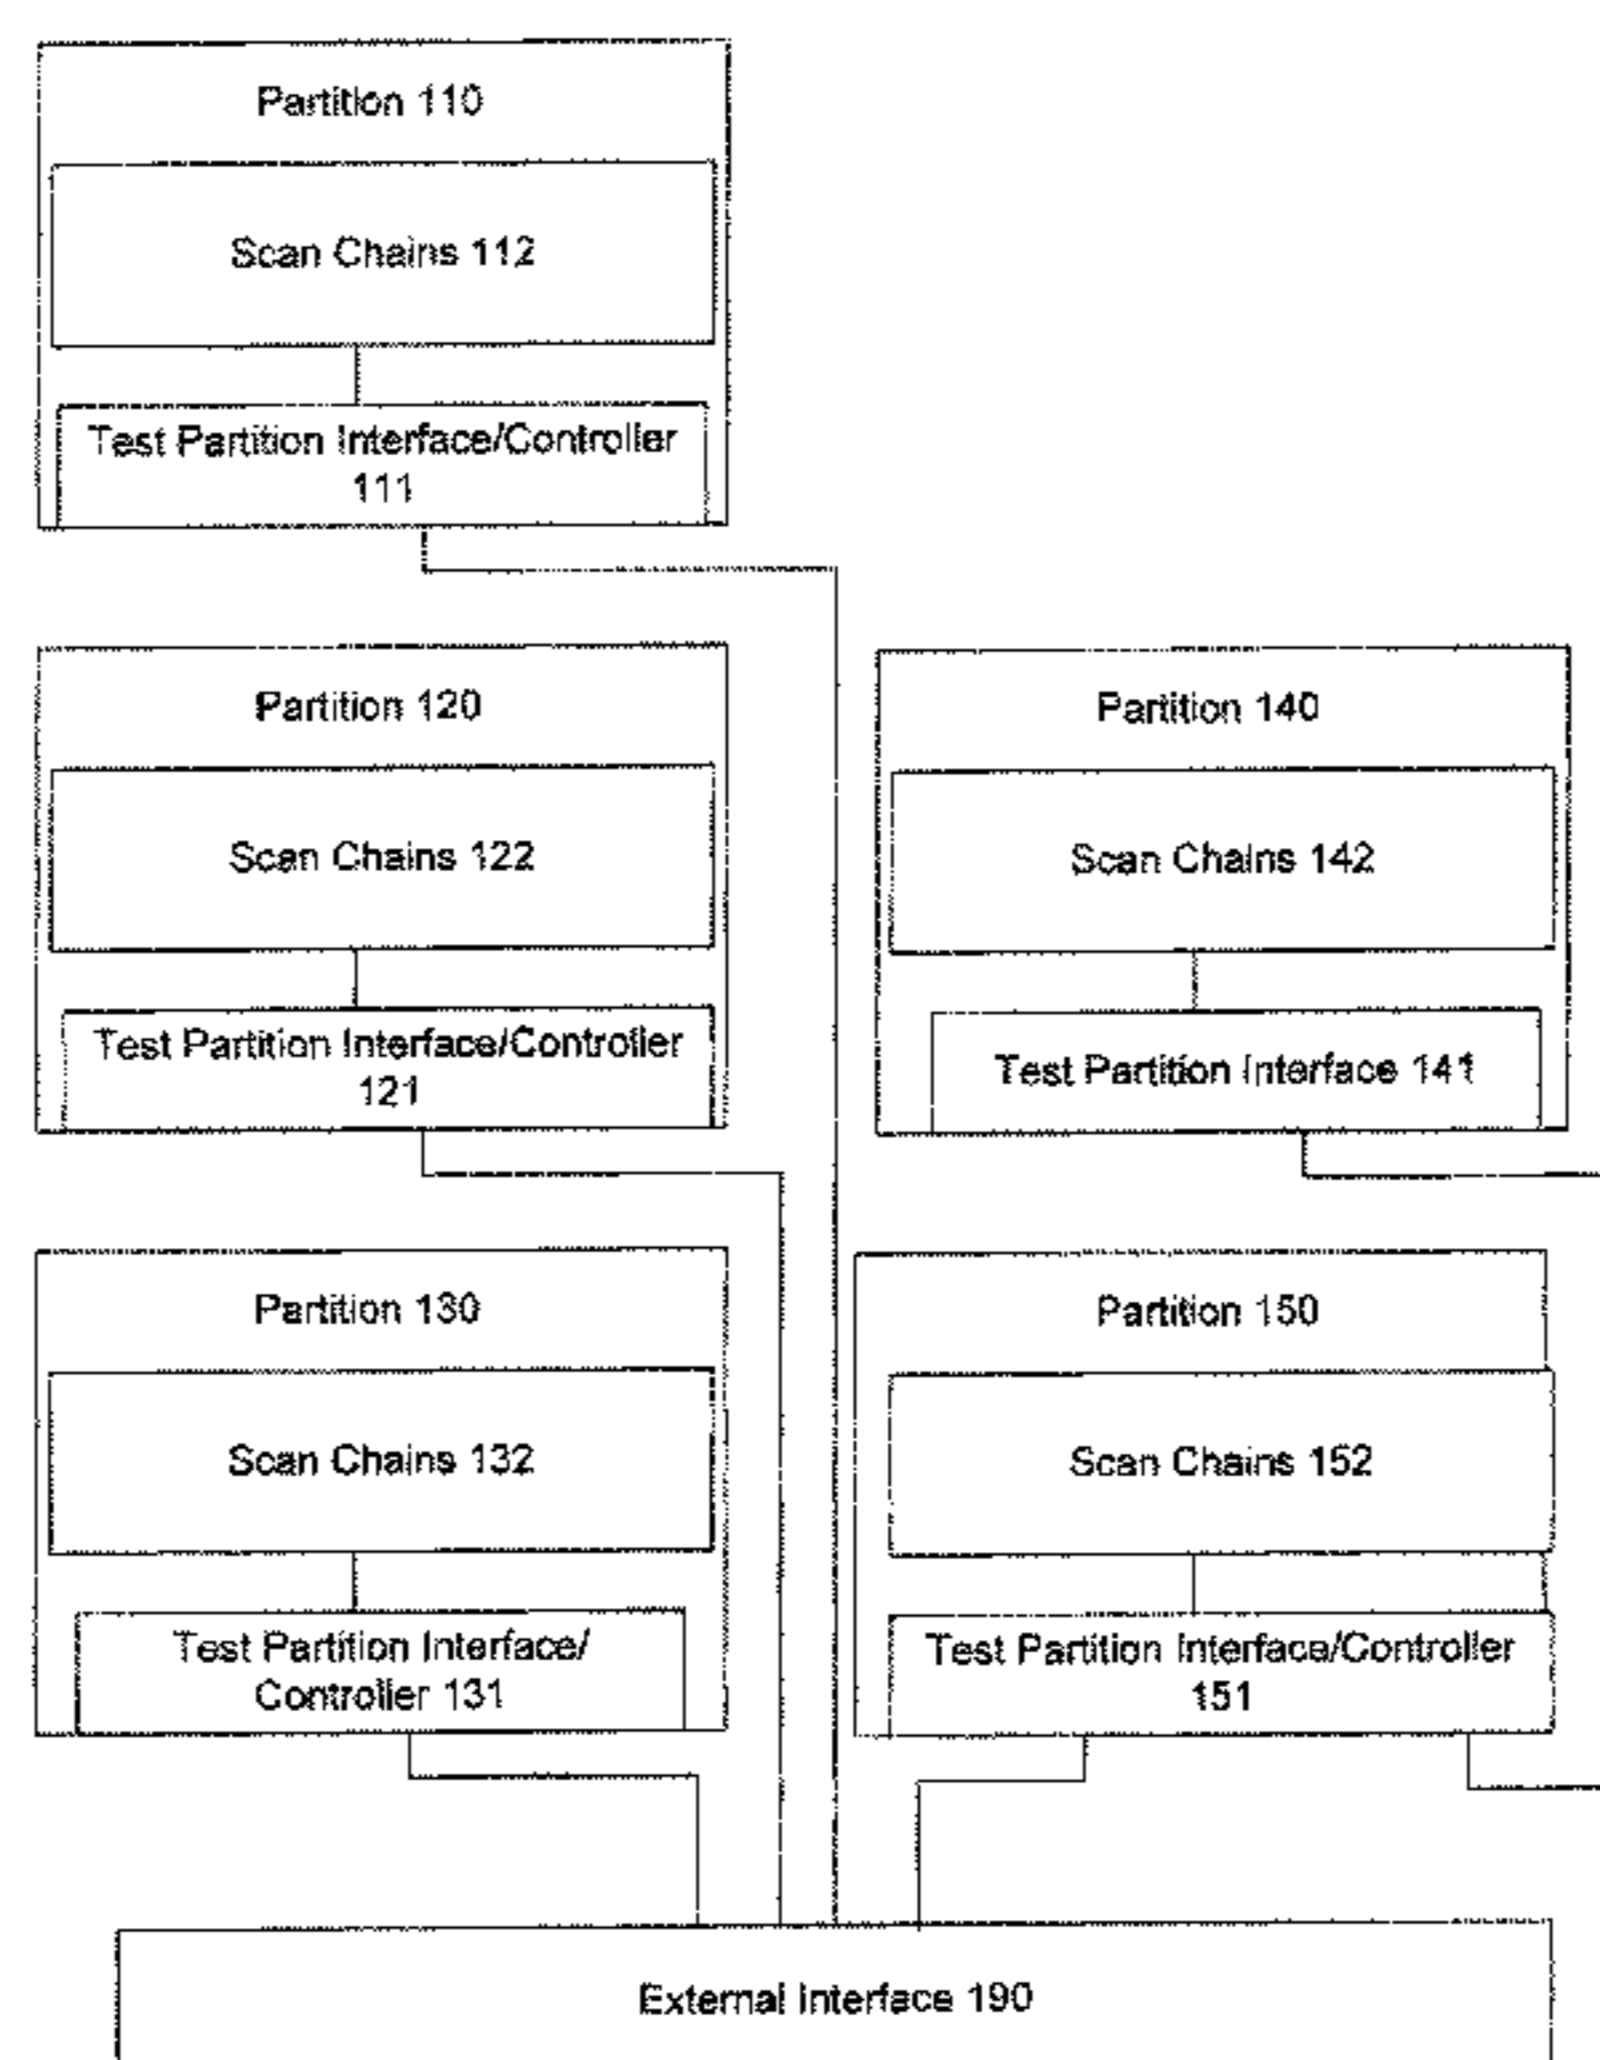 Partition 110
Scan Chains 112
Test Partition Interface/Controller
111
Partition 120
Scan Chains 122
Test Partition Interface/Controller
121
Partition 140
Scan Chains 142
Test Partition Interface 141
Partition 130
Scan Chains 132
Test Partition Interface/
Controller 131
Partition 150
Scan Chains 152
Test Partition Interface/Controller
151
External Interface 190